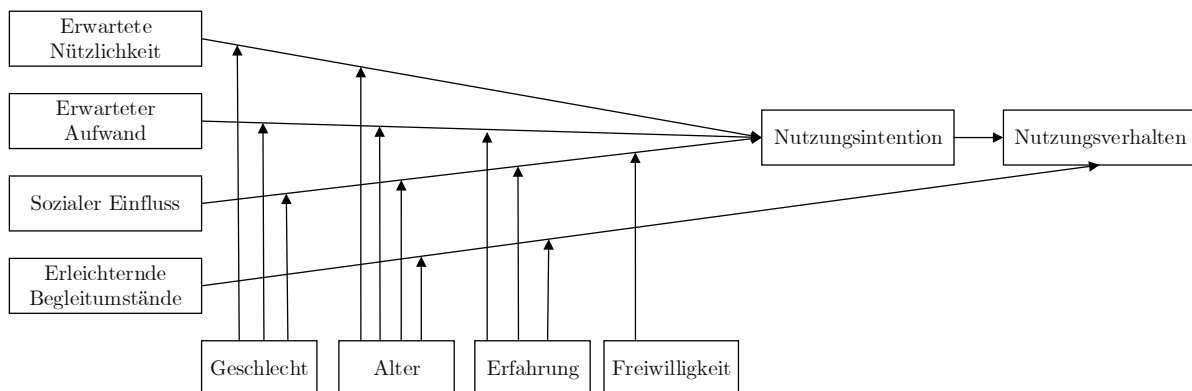 Erwartete
Nützlichkeit
Erwarteter
Aufwand
Nutzungsintention
Nutzungsverhalten
Sozialer Einfluss
Erleichternde
Begleitumstände
Geschlecht
Alter
Erfahrung
Freiwilligkeit